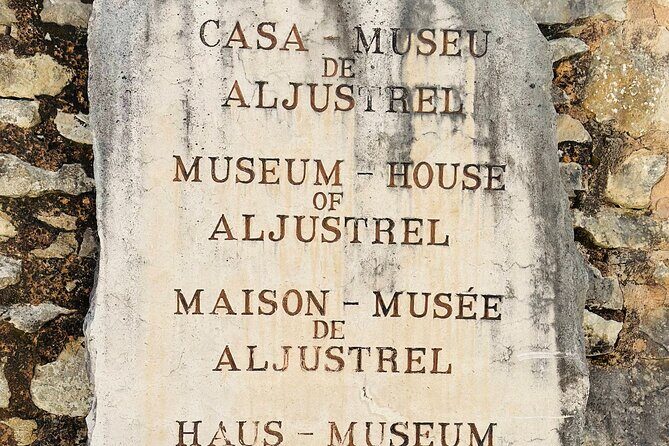 CASA - MUSEU
DE
ALJUSTREL
MUSEUM - HOUSE
OF
ALJUSTREL
MAISON - MUSÉE
DE
ALJUSTREL
HAUS - MUSEUM